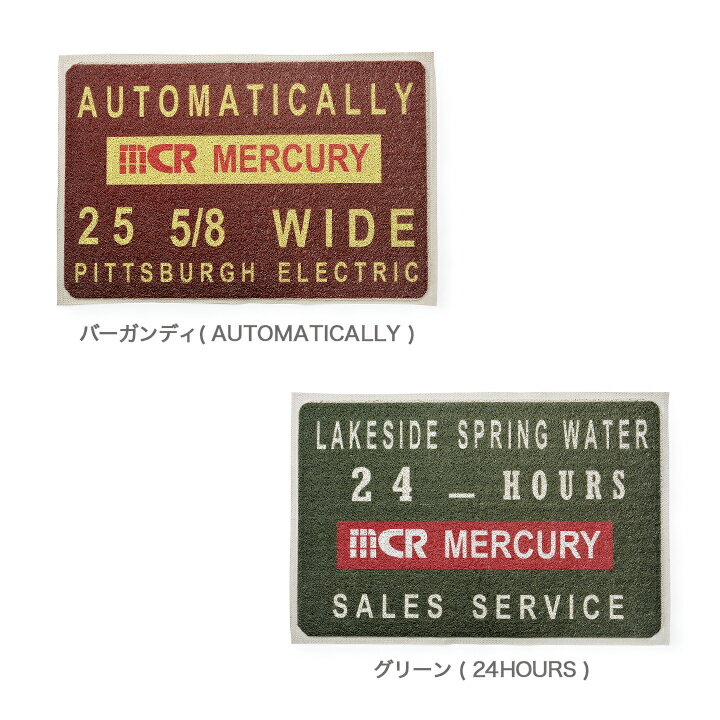 AUTOMATICALLY
mCR MERCURY
25 5/8 WIDE
PITTSBURGH ELECTRIC
バーガンディ( AUTOMATICALLY )
LAKESIDE SPRING WATER
24 – HOURS
mCR MERCURY
SALES SERVICE
グリーン ( 24HOURS )